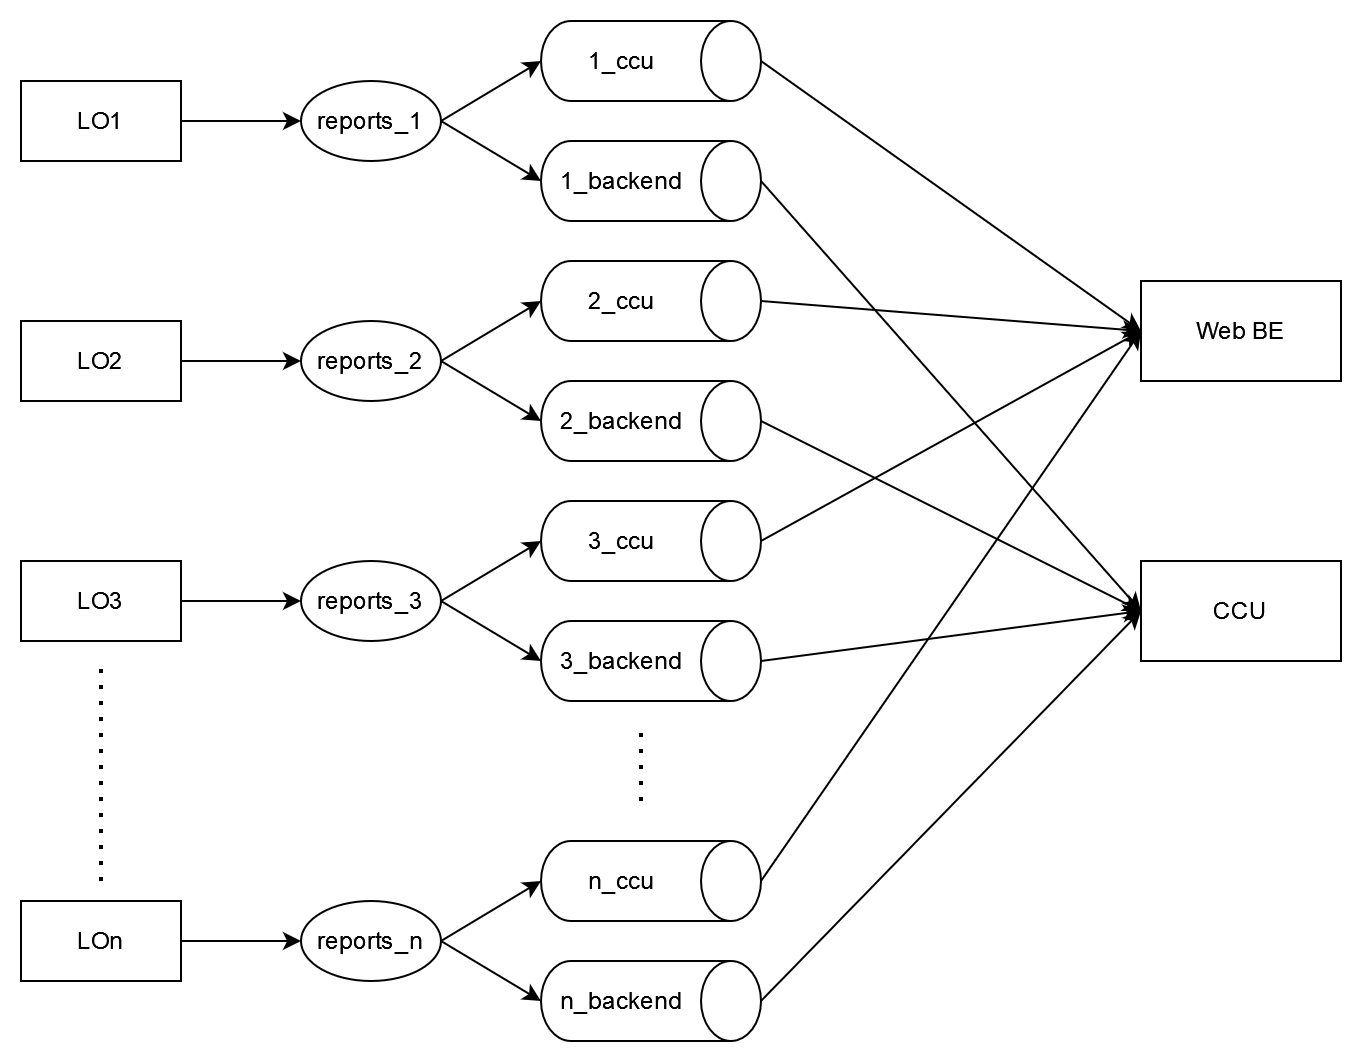 LO1
reports_1
1_ccu
1_backend
LO2
reports_2
2_ccu
2_backend
LO3
reports_3
3_ccu
3_backend
LOn
reports_n
n_ccu
n_backend
Web BE
CCU